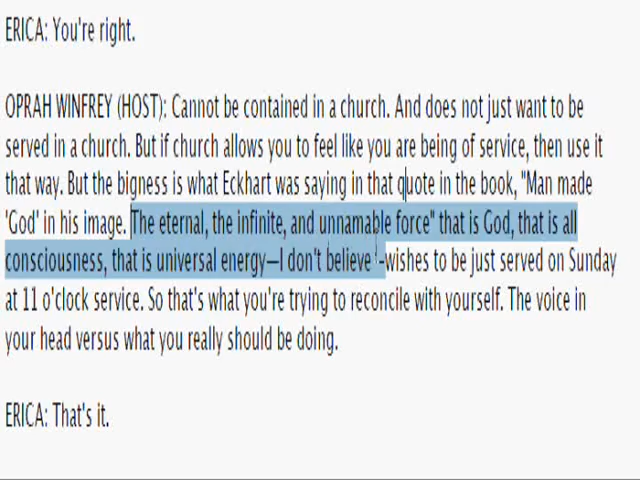 ERICA: You're right.
OPRAH WINFREY (HOST): Cannot be contained in a church. And does not just want to be
served in a church. But if church allows you to feel like you are being of service, then use it
that way. But the bigness is what Eckhart was saying in that quote in the book, "Man made
'God' in his image. The eternal, the infinite, and unnamable force" that is God, that is all
consciousness, that is universal energy—I don't believe -wishes to be just served on Sunday
at 11 o'clock service. So that's what you're trying to reconcile with yourself. The voice in
your head versus what you really should be doing.
ERICA: That's it.